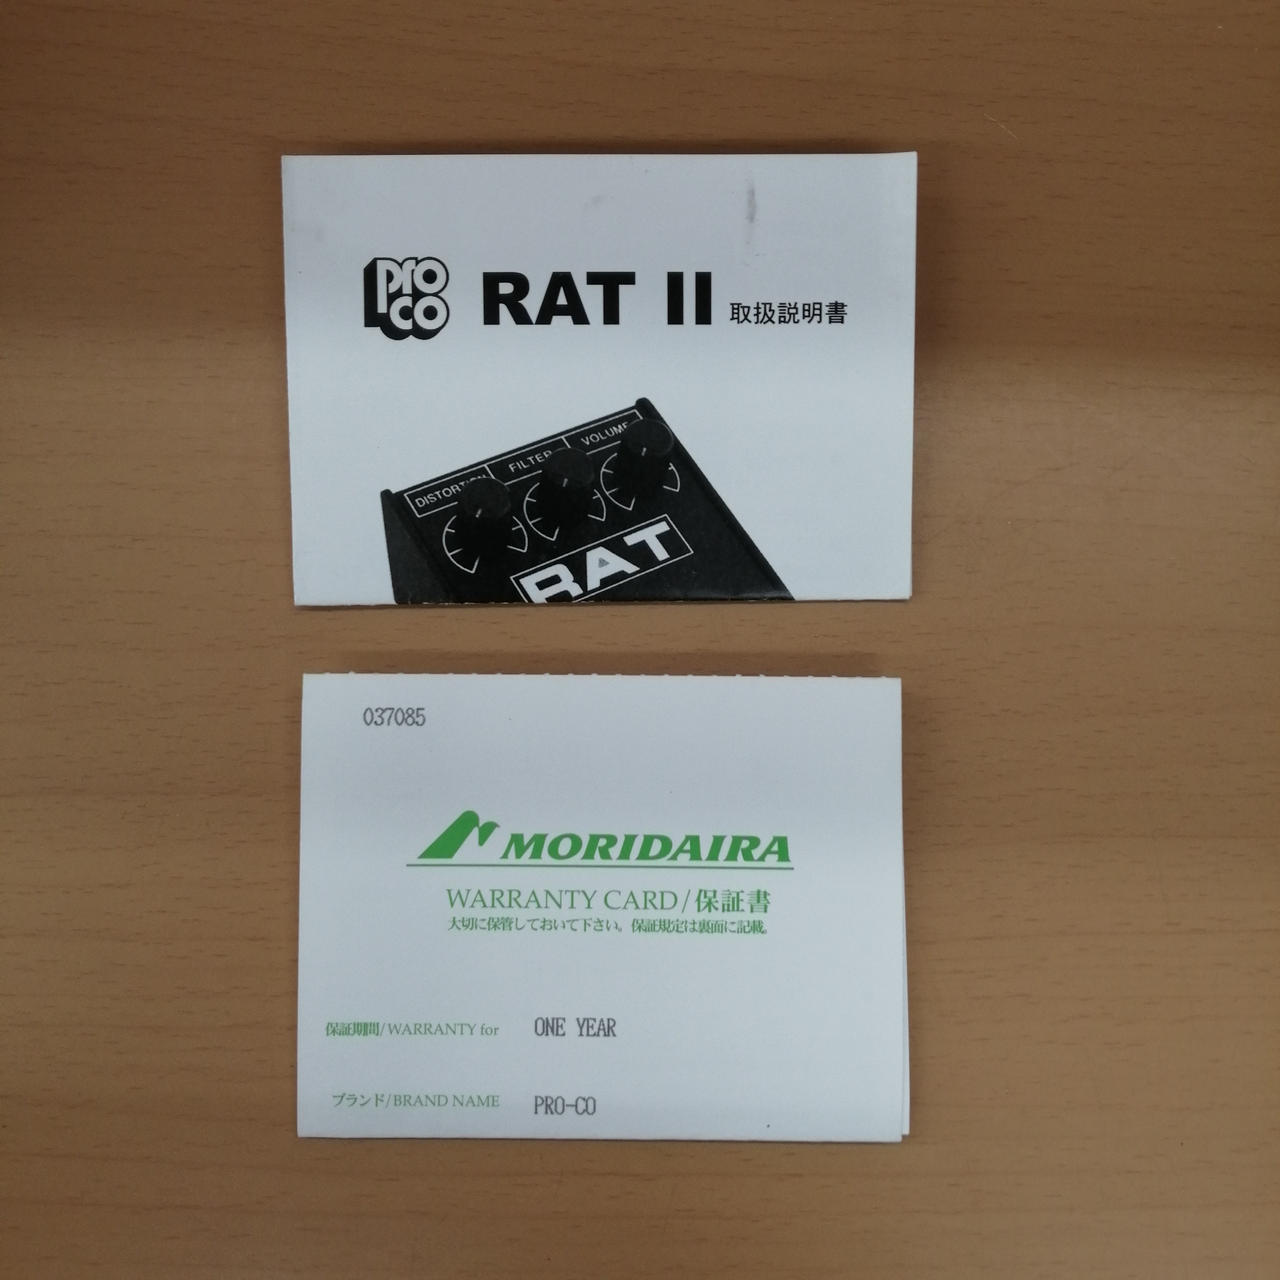 pro co RAT II 取扱説明書
DISTORTION FILTER VOLUME
RAT
037085
MORIDAIRA
WARRANTY CARD/保証書
大切に保管しておいて下さい。保証規定は裏面に記載。
保証期間/WARRANTY for ONE YEAR
ブランド/BRAND NAME PRO-CO